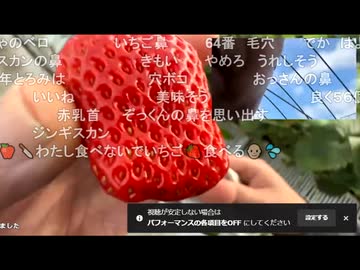 やのベロ いちご鼻 64番 毛穴 でか は
スカンの鼻 きもい やめろ うれしそう
年とろみは 穴ボコ おっさんの鼻
いいね 美味そう 良く56
赤乳首 ぞっくんの鼻を思い出す
ジンギスカン
🍎🔪わたし食べないでいちご🍓食べる
視聴が安定しない場合は
パフォーマンスの各項目をOFF にしてください 設定する
ました